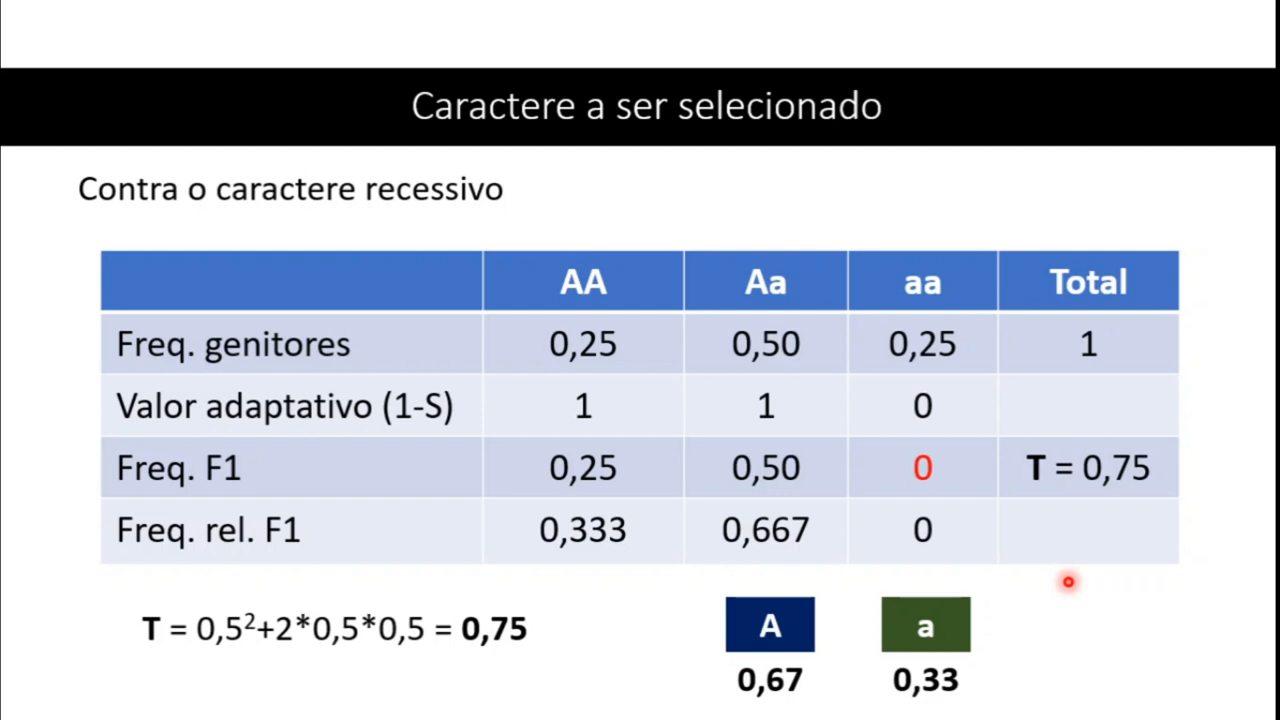 Caractere a ser selecionado
Contra o caractere recessivo
AA Aa aa Total
Freq. genitores 0,25 0,50 0,25 1
Valor adaptativo (1-S) 1 1 0
Freq. F1 0,25 0,50 0 T = 0,75
Freq. rel. F1 0,333 0,667 0
T = 0,5²+2*0,5*0,5 = 0,75
A a
0,67 0,33